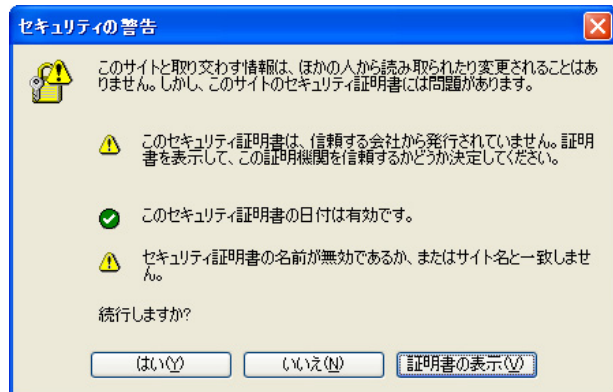 セキュリティの警告
このサイトと取り交わす情報は、ほかの人から読み取られたり変更されることはあ
りません。しかし、このサイトのセキュリティ証明書には問題があります。
このセキュリティ証明書は、信頼する会社から発行されていません。証明
書を表示して、この証明機関を信頼するかどうか決定してください。
このセキュリティ証明書の日付は有効です。
セキュリティ証明書の名前が無効であるか、またはサイト名と一致しませ
ん。
続行しますか?
はい(Y) いいえ(N) 証明書の表示(V)